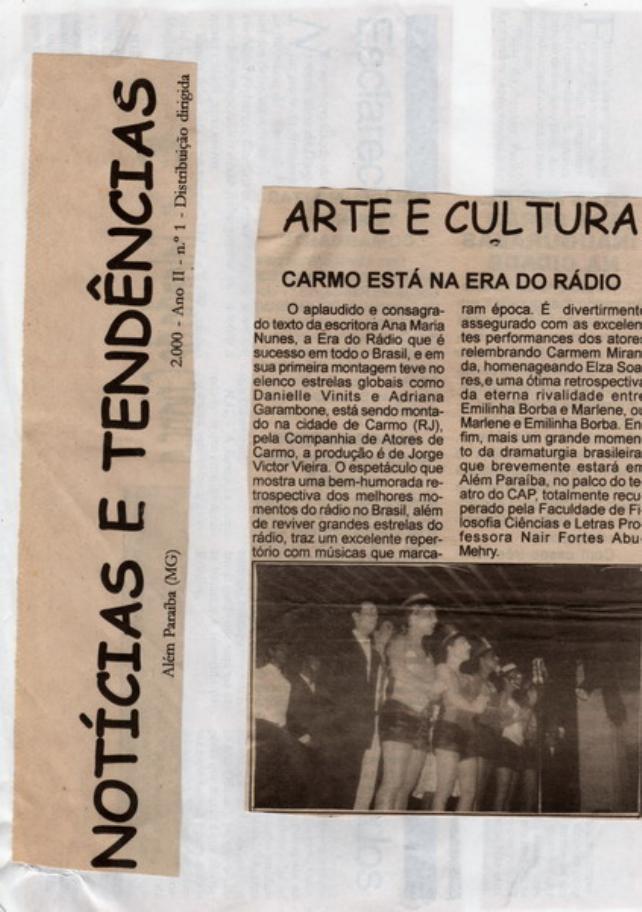 NOTÍCIAS E TENDÊNCIAS
Além Paraíba (MG)
2.000 - Ano II - n.º 1 - Distribuição dirigida
ARTE E CULTURA
CARMO ESTÁ NA ERA DO RÁDIO
O aplaudido e consagra-
do texto da escritora Ana Maria
Nunes, a Era do Rádio que é
sucesso em todo o Brasil, e em
sua primeira montagem teve no
elenco estrelas globais como
Danielle Vinits e Adriana
Garambone, está sendo monta-
do na cidade de Carmo (RJ),
pela Companhia de Atores de
Carmo, a produção é de Jorge
Victor Vieira. O espetáculo que
mostra uma bem-humorada re-
trospectiva dos melhores mo-
mentos do rádio no Brasil, além
de reviver grandes estrelas do
rádio, traz um excelente reper-
tório com músicas que marca-
ram época. É divertirmente
assegurado com as excelen-
tes performances dos atores
relembrando Carmem Miran-
da, homenageando Elza Soa-
res, e uma ótima retrospectiva
da eterna rivalidade entre
Emilinha Borba e Marlene, ou
Marlene e Emilinha Borba. En-
fim, mais um grande momen-
to da dramaturgia brasileira
que brevemente estará em
Além Paraíba, no palco do te-
atro do CAP, totalmente recu-
perado pela Faculdade de Fi-
losofia Ciências e Letras Pro-
fessora Nair Fortes Abu-
Mehry.